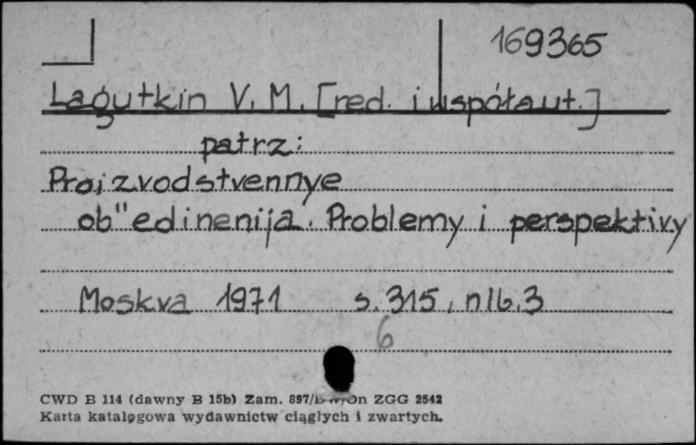 169365
Lagutkin V. M. [red. i współaut.]
patrz:
Proizvodstvennye
ob"edinenija. Problemy i perspektivy
Moskva 1971 s. 315, nlb. 3
6
CWD B 114 (dawny B 15b) Zam. 897/ ZGG 2542
Karta katalogowa wydawnictw ciągłych i zwartych.